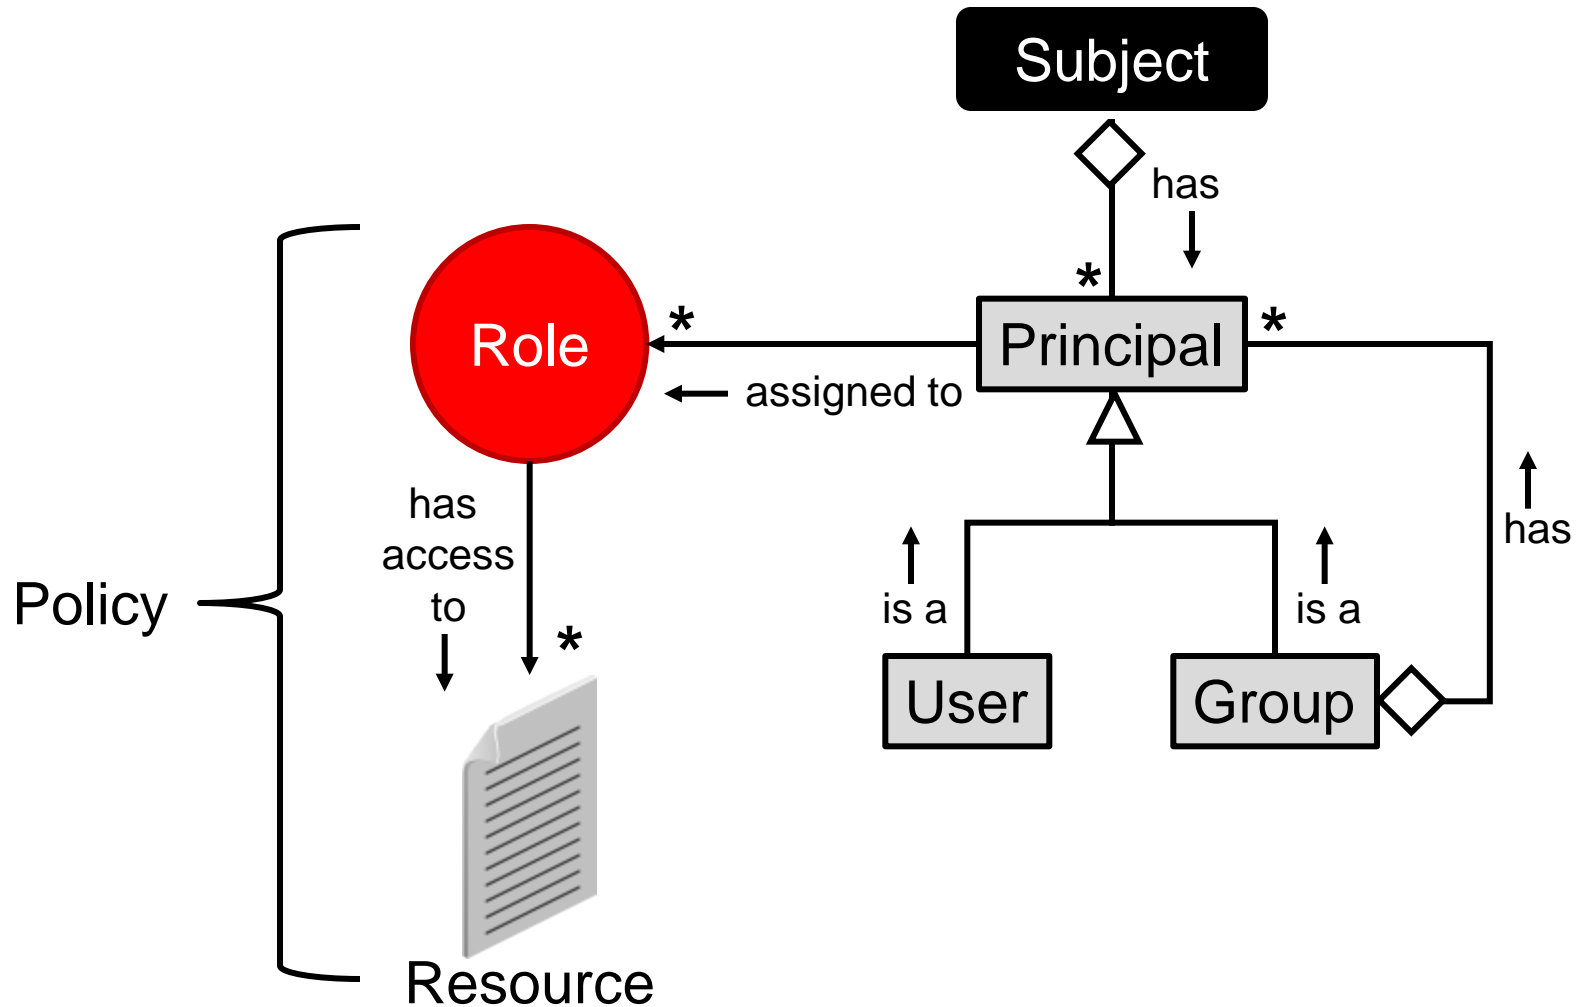 Subject
has
*
*
Role
*
Principal
*
assigned to
has
access
to
*
has
is a
is a
Policy
User
Group
Resource